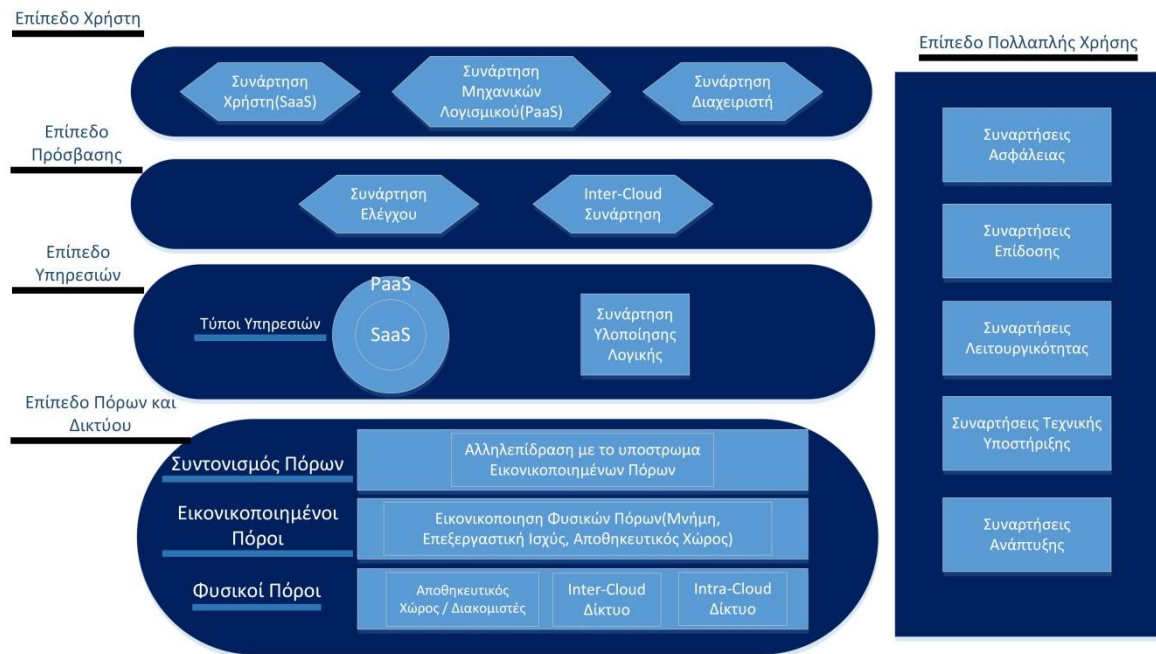 Επίπεδο Χρήστη
Συνάρτηση
Χρήστη(SaaS)
Συνάρτηση
Μηχανικών
Λογισμικού(PaaS)
Συνάρτηση
Διαχειριστή
Επίπεδο
Πρόσβασης
Συνάρτηση
Ελέγχου
Inter-Cloud
Συνάρτηση
Επίπεδο
Υπηρεσιών
Τύποι Υπηρεσιών
PaaS
SaaS
Συνάρτηση
Υλοποίησης
Λογικής
Επίπεδο Πόρων και
Δικτύου
Συντονισμός Πόρων
Αλληλεπίδραση με το υποστρωμα
Εικονικοποιημένων Πόρων
Εικονικοποιημένοι
Πόροι
Εικονικοποιηση Φυσικών Πόρων(Μνήμη,
Επεξεργαστική Ισχύς, Αποθηκευτικός Χώρος)
Φυσικοί Πόροι
Αποθηκευτικός
Χώρος / Διακομιστές
Inter-Cloud
Δίκτυο
Intra-Cloud
Δίκτυο
Επίπεδο Πολλαπλής Χρήσης
Συναρτήσεις
Ασφάλειας
Συναρτήσεις
Επίδοσης
Συναρτήσεις
Λειτουργικότητας
Συναρτήσεις Τεχνικής
Υποστήριξης
Συναρτήσεις
Ανάπτυξης